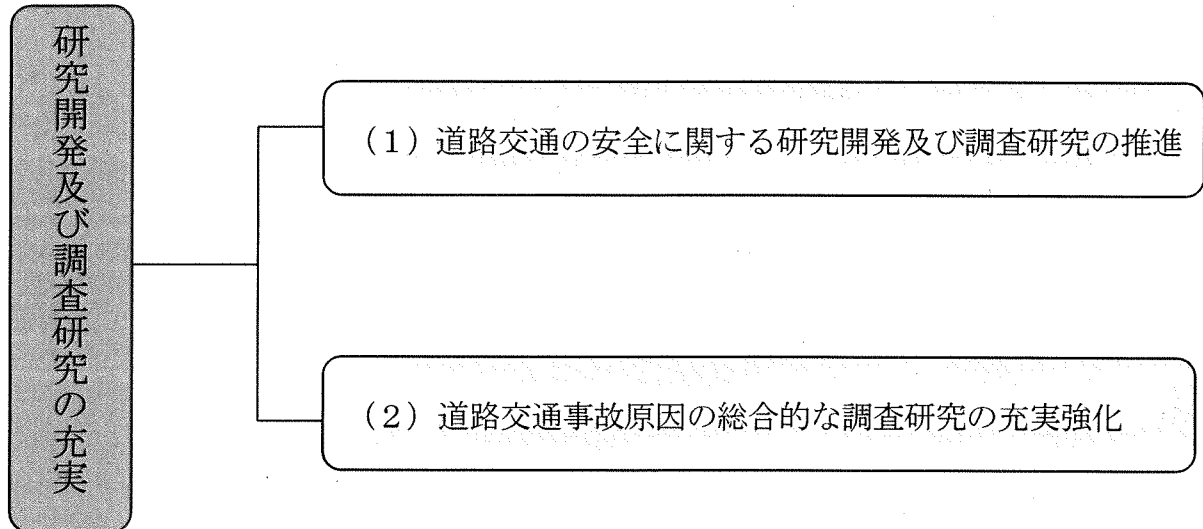 研究開発及び調査研究の充実
（1）道路交通の安全に関する研究開発及び調査研究の推進
（2）道路交通事故原因の総合的な調査研究の充実強化